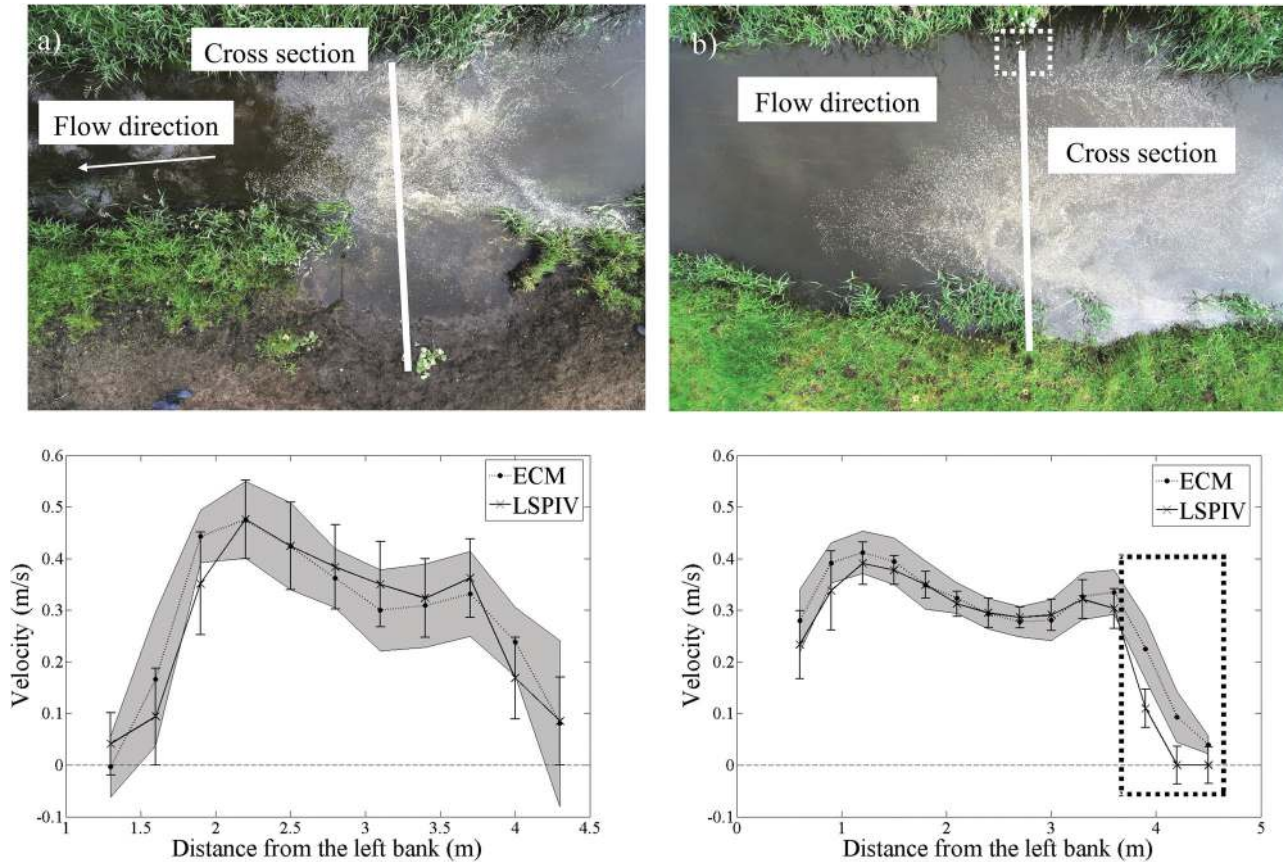 a)
Cross section
Flow direction
b)
Flow direction
Cross section
0.6
0.5
0.4
0.3
0.2
0.1
0
-0.1
Velocity (m/s)
ECM
LSPIV
1 1.5 2 2.5 3 3.5 4 4.5
Distance from the left bank (m)
0.6
0.5
0.4
0.3
0.2
0.1
0
-0.1
Velocity (m/s)
ECM
LSPIV
0 1 2 3 4 5
Distance from the left bank (m)